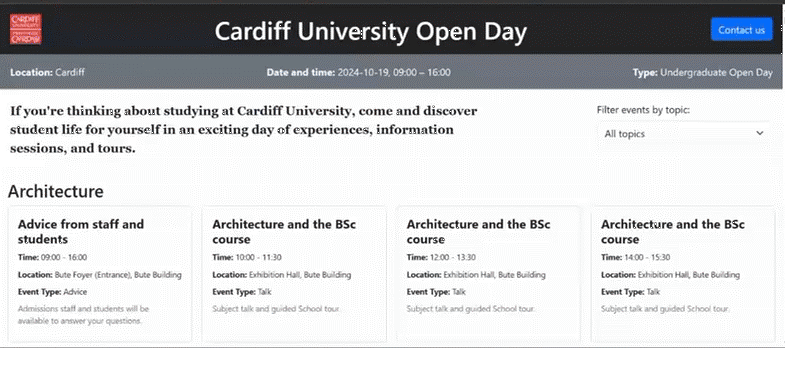 CARDIFF
UNIVERSITY
PRIFYSGOL
CAERDYDD
Cardiff University Open Day
Contact us
Location: Cardiff
Date and time: 2024-10-19, 09:00 – 16:00
Type: Undergraduate Open Day
If you're thinking about studying at Cardiff University, come and discover
student life for yourself in an exciting day of experiences, information
sessions, and tours.
Filter events by topic:
All topics
Architecture
Advice from staff and
students
Time: 09:00 - 16:00
Location: Bute Foyer (Entrance), Bute Building
Event Type: Advice
Admissions staff and students will be
available to answer your questions.
Architecture and the BSc
course
Time: 10:00 - 11:30
Location: Exhibition Hall, Bute Building
Event Type: Talk
Subject talk and guided School tour.
Architecture and the BSc
course
Time: 12:00 - 13:30
Location: Exhibition Hall, Bute Building
Event Type: Talk
Subject talk and guided School tour.
Architecture and the BSc
course
Time: 14:00 - 15:30
Location: Exhibition Hall, Bute Building
Event Type: Talk
Subject talk and guided School tour.